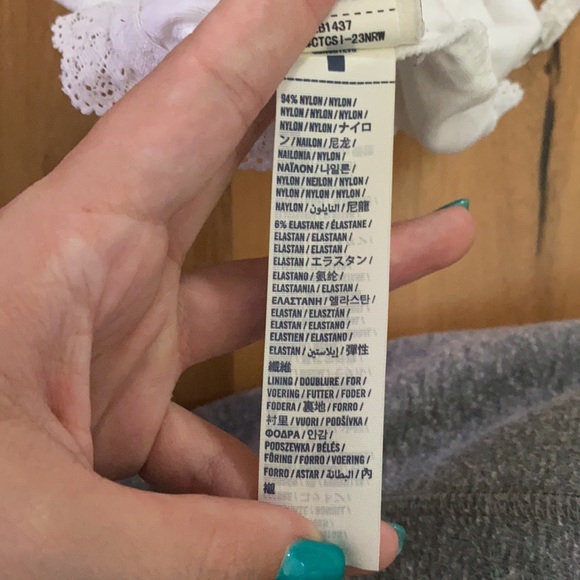 B1437
CTCSI-23NRW
94% NYLON / NYLON /
NYLON / NYLON / NYLON /
NYLON / NYLON / ナイロ
ン / NAILON / 尼龙 /
NAILONIA / NYLON /
ΝΑΪΛΟΝ / 나일론 /
NYLON / NEJLON / NYLON /
NYLON / NYLON / NYLON /
NAYLON / النايلون / 尼龍
6% ELASTANE / ÉLASTANE /
ELASTAN / ELASTAAN /
ELASTAN / ELASTAN /
ELASTAN / エラスタン /
ELASTANO / 氨纶 /
ELASTAANIA / ELASTAN /
ΕΛΑΣΤΑΝΗ / 엘라스탄 /
ELASTAN / ELASZTÁN /
ELASTAN / ELASTANO /
ELASTIEN / ELASTANO /
ELASTAN / إيلاستين / 彈性
纖維
LINING / DOUBLURE / FOR /
VOERING / FUTTER / FODER /
FODERA / 裏地 / FORRO /
衬里 / VUORI / PODŠÍVKA /
ΦΟΔΡΑ / 안감 /
PODSZEWKA / BÉLÉS /
FÔRING / FORRO / VOERING /
FORRO / ASTAR / البطانة / 內
襯